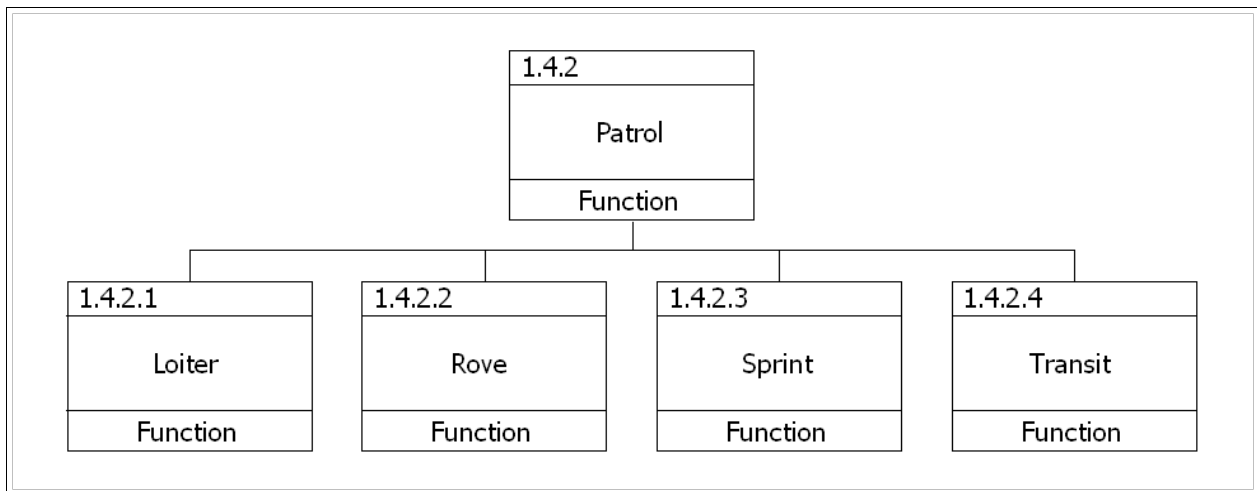 1.4.2
Patrol
Function
1.4.2.1
Loiter
Function
1.4.2.2
Rove
Function
1.4.2.3
Sprint
Function
1.4.2.4
Transit
Function